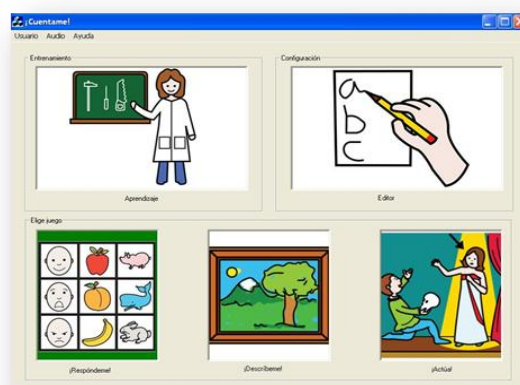 ¡Cuentame!
Usuario Audio Ayuda
Entrenamiento
Configuración
a
b
c
Aprendizaje
Editor
Elige juego
¡Respóndeme!
¡Descríbeme!
¡Actúa!